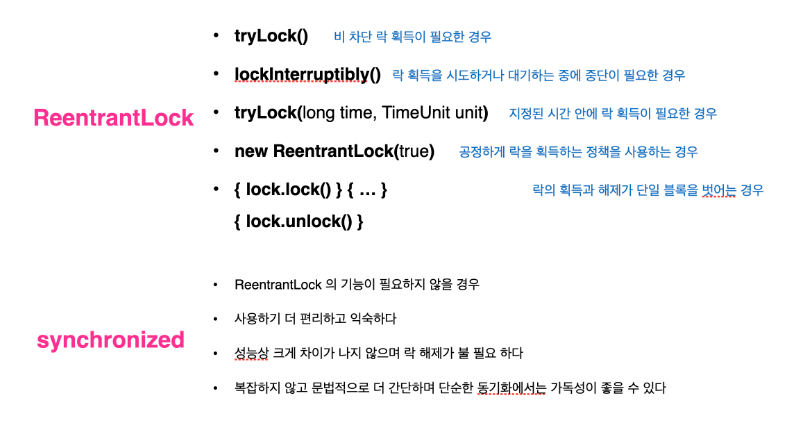 ReentrantLock
• tryLock() 비 차단 락 획득이 필요한 경우
• lockInterruptibly() 락 획득을 시도하거나 대기하는 중에 중단이 필요한 경우
• tryLock(long time, TimeUnit unit) 지정된 시간 안에 락 획득이 필요한 경우
• new ReentrantLock(true) 공정하게 락을 획득하는 정책을 사용하는 경우
• { lock.lock() } { … } 락의 획득과 해제가 단일 블록을 벗어는 경우
{ lock.unlock() }
synchronized
• ReentrantLock 의 기능이 필요하지 않을 경우
• 사용하기 더 편리하고 익숙하다
• 성능상 크게 차이가 나지 않으며 락 해제가 불 필요 하다
• 복잡하지 않고 문법적으로 더 간단하며 단순한 동기화에서는 가독성이 좋을 수 있다